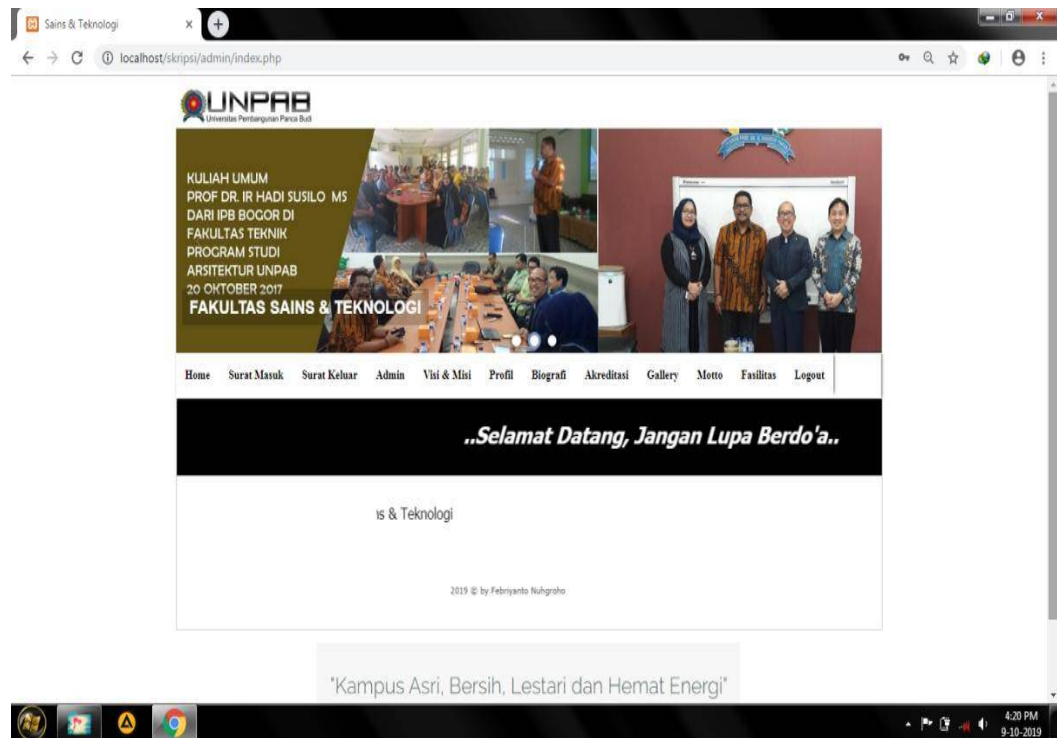 Sains & Teknologi
localhost/skripsi/admin/index.php
UNPAB
Universitas Pembangunan Panca Budi
KULIAH UMUM
PROF DR. IR HADI SUSILO MS
DARI IPB BOGOR DI
FAKULTAS TEKNIK
PROGRAM STUDI
ARSITEKTUR UNPAB
20 OKTOBER 2017
FAKULTAS SAINS & TEKNOLOGI
Home Surat Masuk Surat Keluar Admin Visi & Misi Profil Biografi Akreditasi Gallery Motto Fasilitas Logout
..Selamat Datang, Jangan Lupa Berdo'a..
ns & Teknologi
2019 © by Febriyanto Nuhgroho
"Kampus Asri, Bersih, Lestari dan Hemat Energi"
4:20 PM
9-10-2019